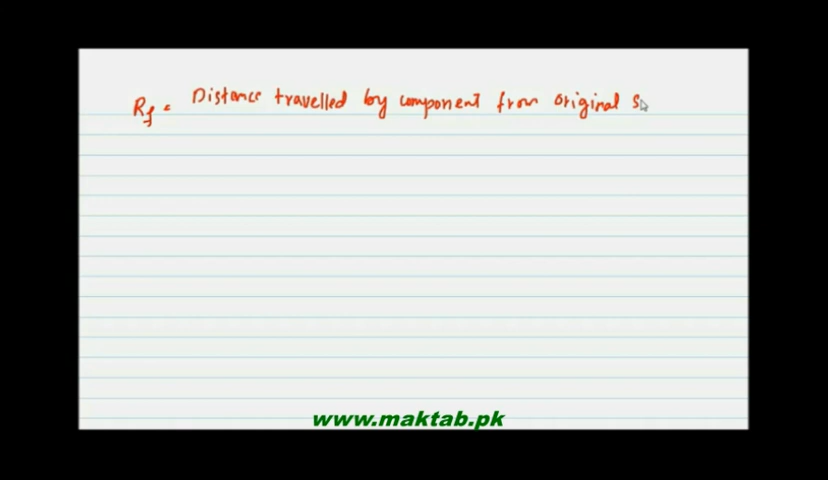 Rf = Distance travelled by component from original s
www.maktab.pk